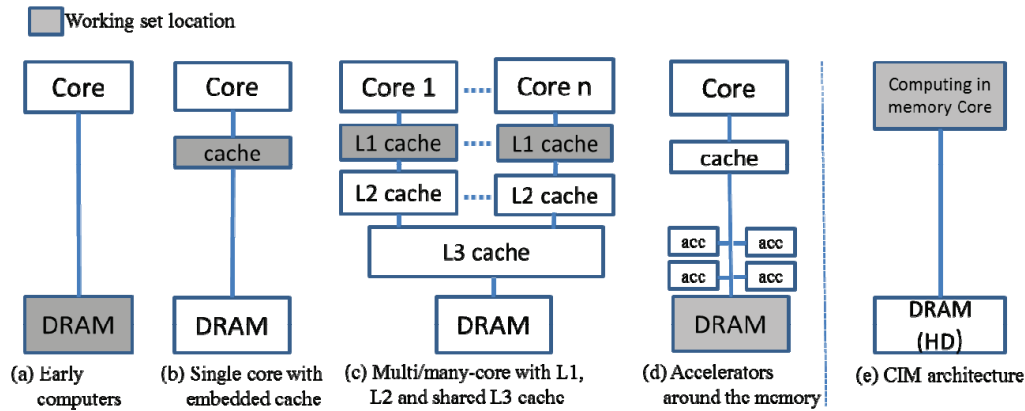 Working set location
Core
DRAM
(a) Early
computers
Core
cache
DRAM
(b) Single core with
embedded cache
Core 1
Core n
L1 cache
L1 cache
L2 cache
L2 cache
L3 cache
DRAM
(c) Multi/many-core with L1,
L2 and shared L3 cache
Core
cache
acc
acc
acc
acc
DRAM
(d) Accelerators
around the memory
Computing in
memory Core
DRAM
(HD)
(e) CIM architecture